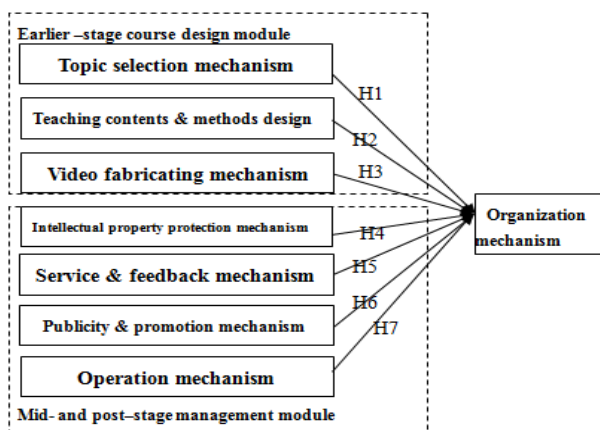 Earlier –stage course design module
Topic selection mechanism
H1
Teaching contents & methods design
H2
Video fabricating mechanism
H3
Intellectual property protection mechanism
H4
Organization
mechanism
Service & feedback mechanism
H5
Publicity & promotion mechanism
H6
H7
Operation mechanism
Mid- and post–stage management module